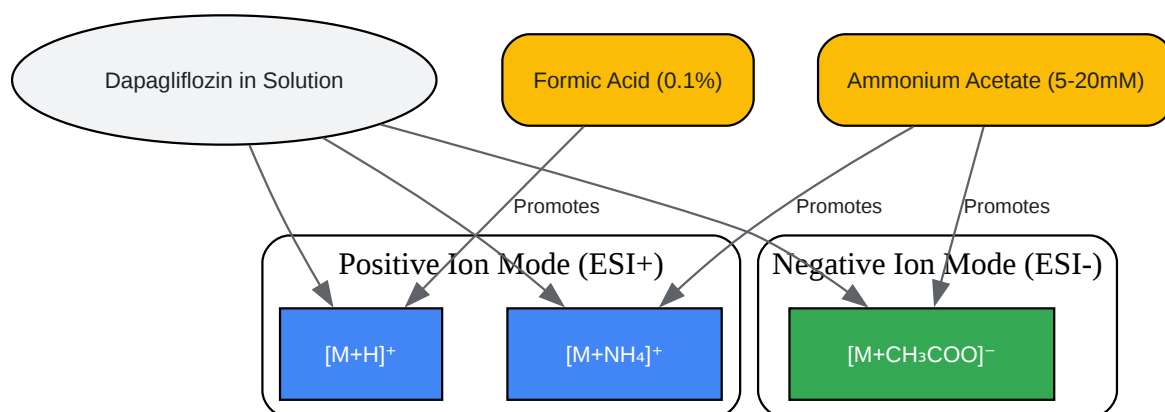 Dapagliflozin in Solution
Formic Acid (0.1%)
Ammonium Acetate (5-20mM)
Promotes
Promotes
Promotes
Positive Ion Mode (ESI+)
Negative Ion Mode (ESI-)
[M+H]⁺
[M+NH₄]⁺
[M+CH₃COO]⁻